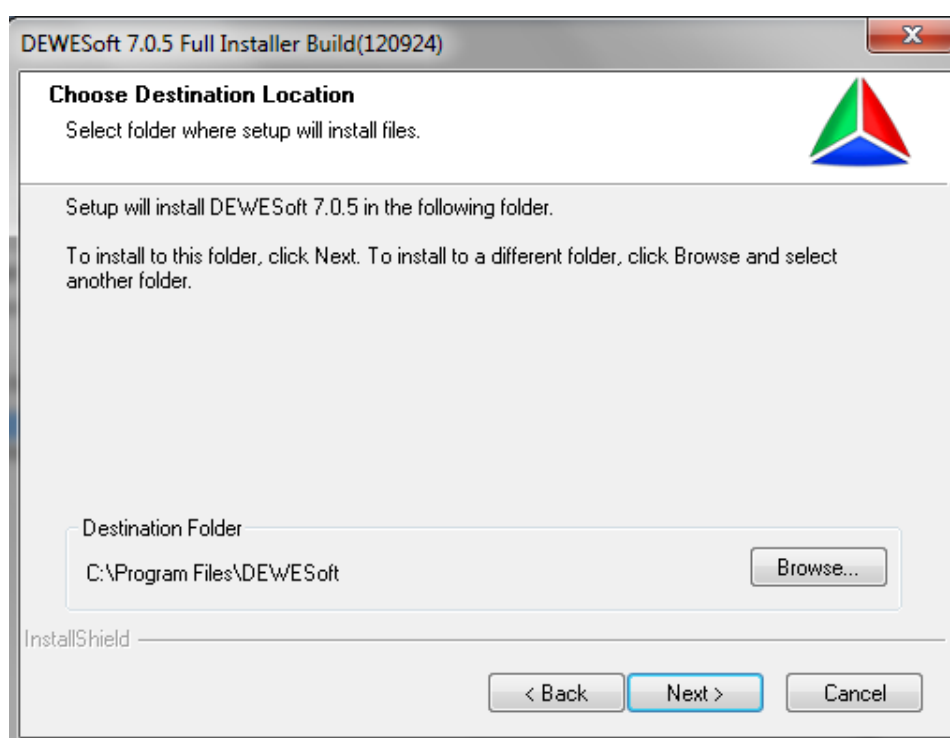 DEWESoft 7.0.5 Full Installer Build(120924)
Choose Destination Location
Select folder where setup will install files.
Setup will install DEWESoft 7.0.5 in the following folder.
To install to this folder, click Next. To install to a different folder, click Browse and select
another folder.
Destination Folder
C:\Program Files\DEWESoft
Browse...
InstallShield
< Back
Next >
Cancel